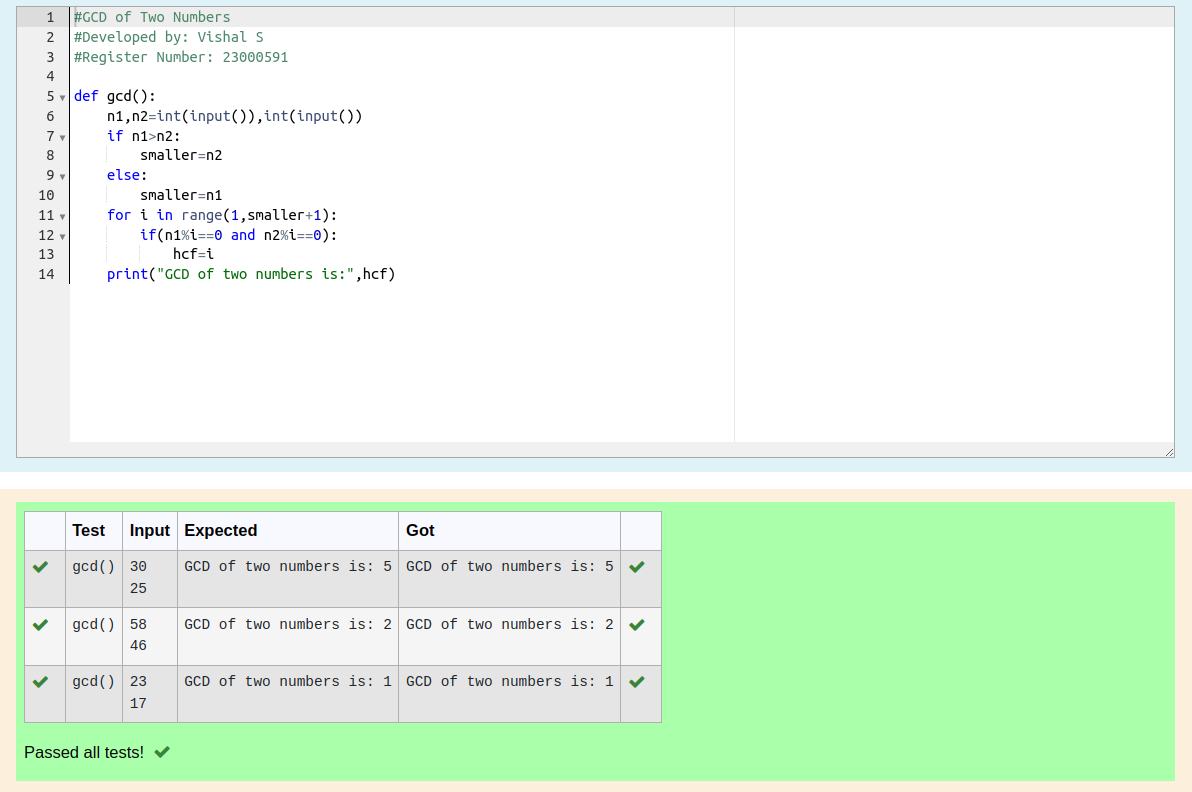 1 #GCD of Two Numbers
2 #Developed by: Vishal S
3 #Register Number: 23000591
4
5 def gcd():
6     n1,n2=int(input()),int(input())
7     if n1>n2:
8         smaller=n2
9     else:
10         smaller=n1
11     for i in range(1,smaller+1):
12         if(n1%i==0 and n2%i==0):
13             hcf=i
14     print("GCD of two numbers is:",hcf)
Test Input Expected Got
gcd() 30 GCD of two numbers is: 5 GCD of two numbers is: 5
25
gcd() 58 GCD of two numbers is: 2 GCD of two numbers is: 2
46
gcd() 23 GCD of two numbers is: 1 GCD of two numbers is: 1
17
Passed all tests!